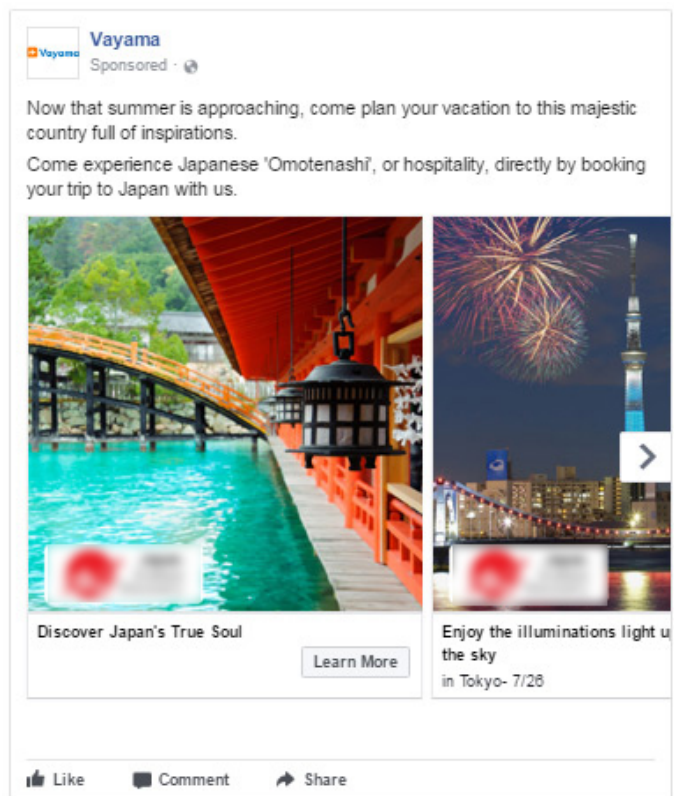 Vayama
Vayama
Sponsored ·
Now that summer is approaching, come plan your vacation to this majestic
country full of inspirations.
Come experience Japanese 'Omotenashi', or hospitality, directly by booking
your trip to Japan with us.
Discover Japan's True Soul
Learn More
Enjoy the illuminations light u
the sky
in Tokyo- 7/26
Like
Comment
Share